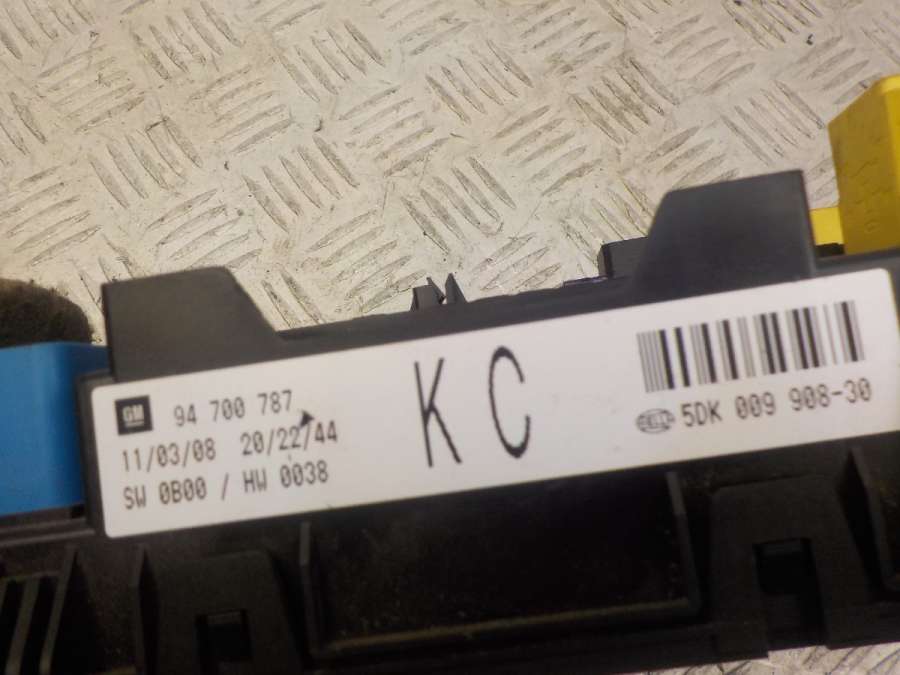 GM 94 700 787
11/03/08 20/22/44
SW 0B00 / HW 0038
KC
HELLA 5DK 009 908-30